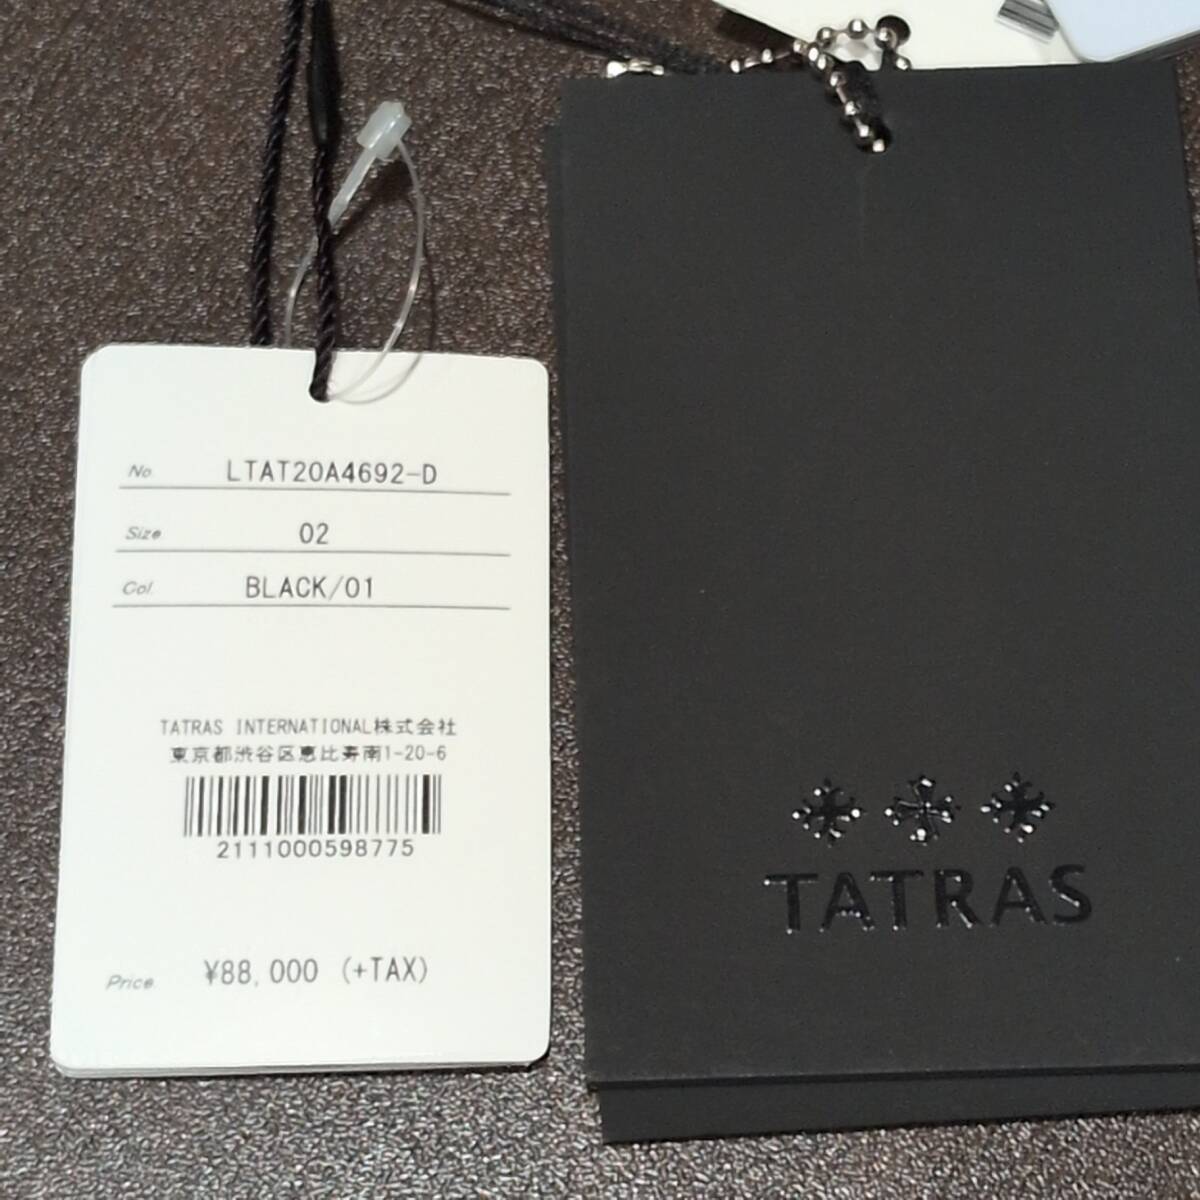 No. LTAT20A4692-D
Size. 02
Col. BLACK/01
TATRAS INTERNATIONAL株式会社
東京都渋谷区恵比寿南1-20-6
2111000598775
Price. ¥88,000 (+TAX)
TATRAS